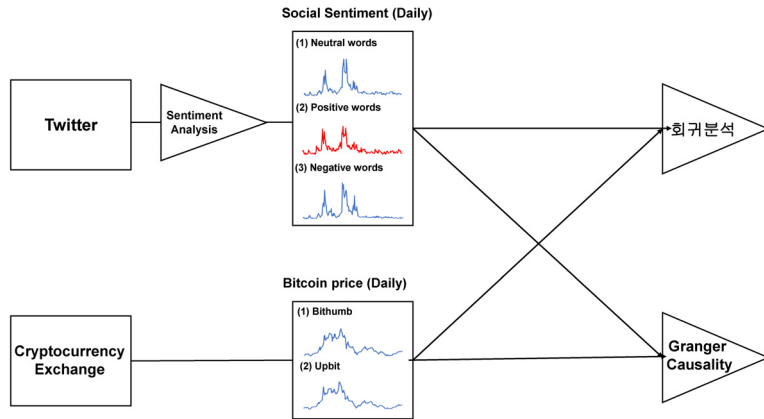 Social Sentiment (Daily)
(1) Neutral words
Twitter
Sentiment
Analysis
(2) Positive words
(3) Negative words
회귀분석
Bitcoin price (Daily)
(1) Bithumb
Cryptocurrency
Exchange
(2) Upbit
Granger
Causality